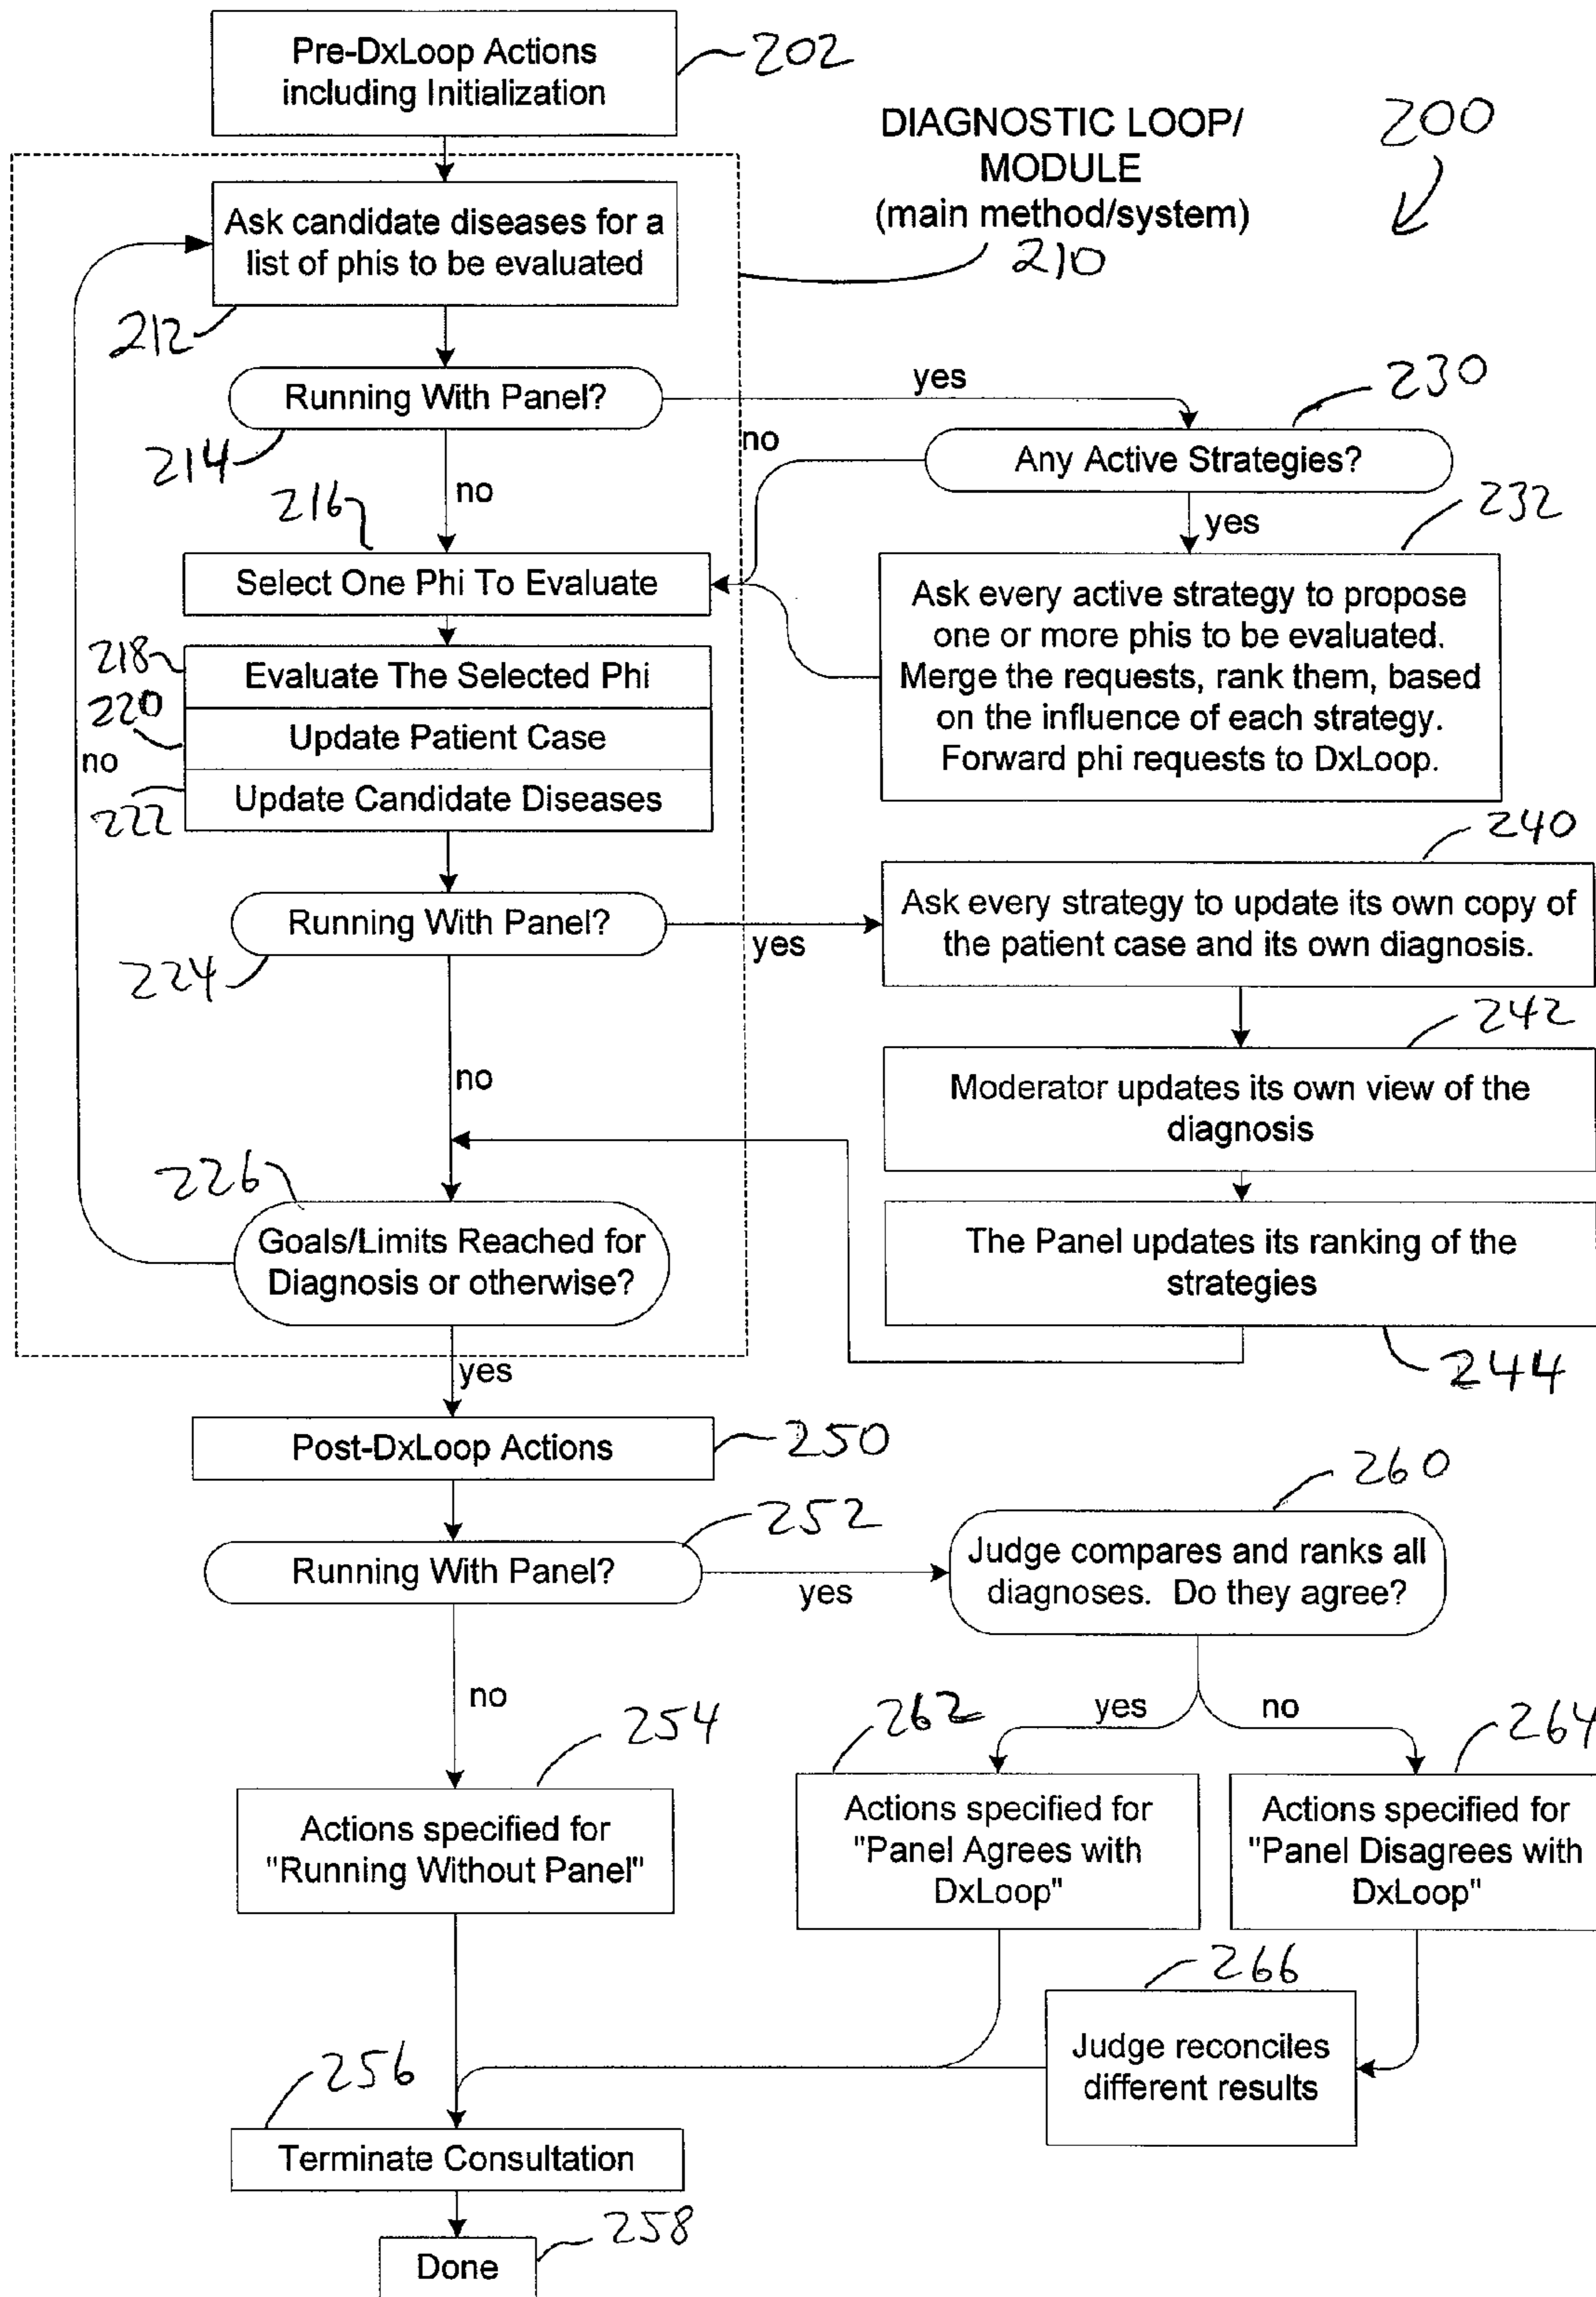 Pre-DxLoop Actions
including Initialization
202
DIAGNOSTIC LOOP/
MODULE
(main method/system)
210
200
Ask candidate diseases for a
list of phis to be evaluated
212
Running With Panel?
214
yes
no
230
Any Active Strategies?
no
yes
232
216
Select One Phi To Evaluate
Ask every active strategy to propose
one or more phis to be evaluated.
Merge the requests, rank them, based
on the influence of each strategy.
Forward phi requests to DxLoop.
218
Evaluate The Selected Phi
220
Update Patient Case
no
222
Update Candidate Diseases
Running With Panel?
224
yes
no
240
Ask every strategy to update its own copy of
the patient case and its own diagnosis.
242
Moderator updates its own view of the
diagnosis
The Panel updates its ranking of the
strategies
244
226
Goals/Limits Reached for
Diagnosis or otherwise?
yes
Post-DxLoop Actions
250
252
Running With Panel?
yes
no
260
Judge compares and ranks all
diagnoses. Do they agree?
yes
no
254
Actions specified for
"Running Without Panel"
262
Actions specified for
"Panel Agrees with
DxLoop"
264
Actions specified for
"Panel Disagrees with
DxLoop"
266
Judge reconciles
different results
256
Terminate Consultation
258
Done